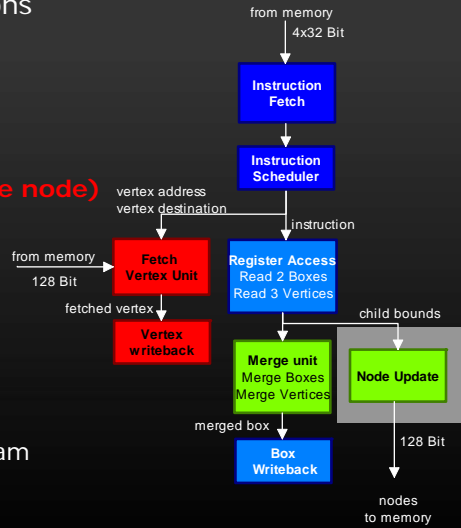 ons
from memory
4x32 Bit
Instruction
Fetch
Instruction
Scheduler
e node)
vertex address
vertex destination
instruction
from memory
128 Bit
Fetch
Vertex Unit
Register Access
Read 2 Boxes
Read 3 Vertices
fetched vertex
child bounds
Vertex
writeback
Merge unit
Merge Boxes
Merge Vertices
Node Update
merged box
128 Bit
am
Box
Writeback
nodes
to memory